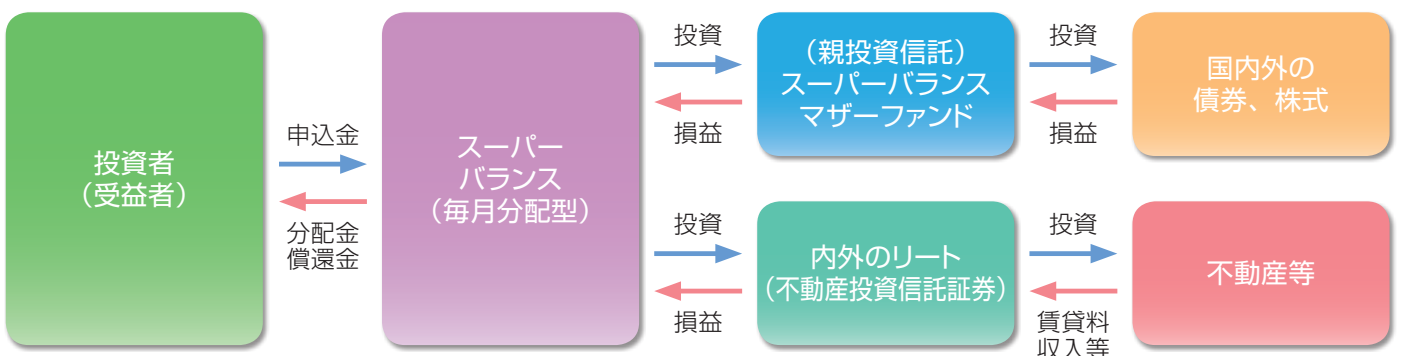 投資者
（受益者）
申込金
分配金
償還金
スーパー
バランス
（毎月分配型）
投資
損益
（親投資信託）
スーパーバランス
マザーファンド
投資
損益
国内外の
債券、株式
投資
損益
内外のリート
（不動産投資信託証券）
投資
賃貸料
収入等
不動産等